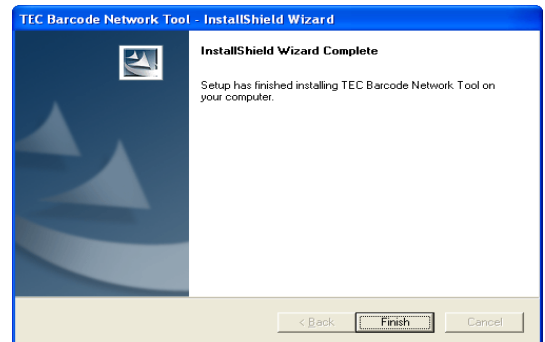 TEC Barcode Network Tool - InstallShield Wizard
InstallShield Wizard Complete
Setup has finished installing TEC Barcode Network Tool on
your computer.
< Back
Finish
Cancel